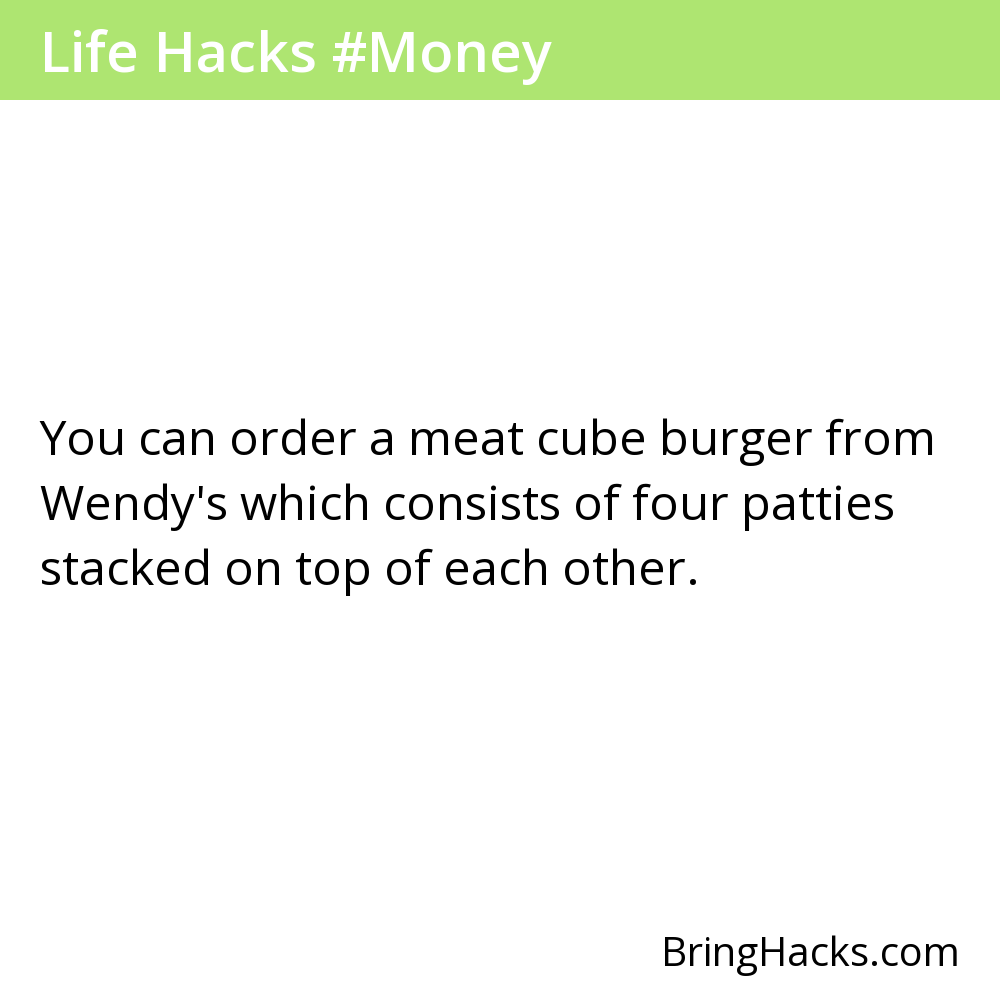 Life Hacks #Money
You can order a meat cube burger from
Wendy's which consists of four patties
stacked on top of each other.
BringHacks.com